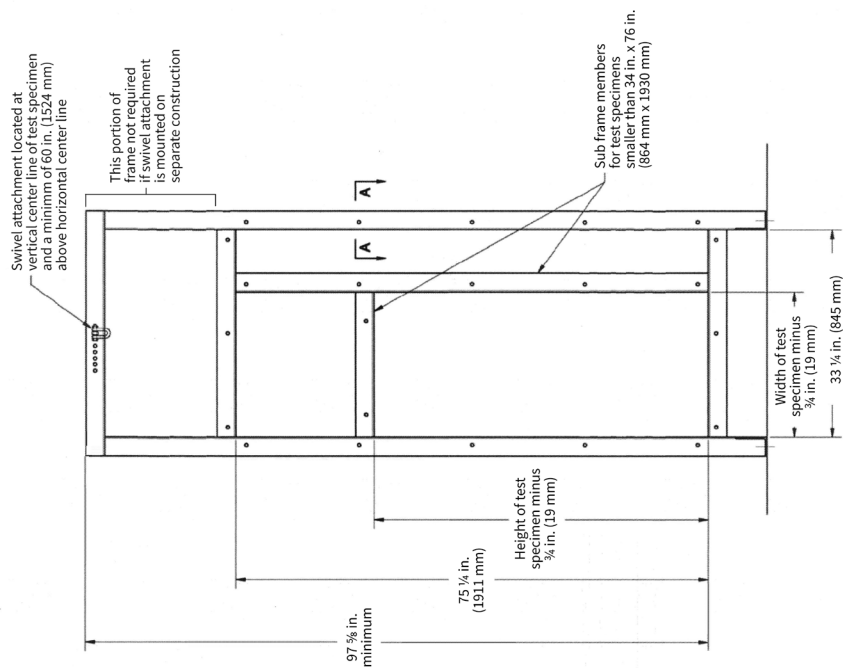 Swivel attachment located at
vertical center line of test specimen
and a minimm of 60 in. (1524 mm)
above horizontal center line
This portion of
frame not required
if swivel attachment
is mounted on
separate construction
A
A
Sub frame members
for test specimens
smaller than 34 in. x 76 in.
(864 mm x 1930 mm)
Width of test
specimen minus
¾ in. (19 mm)
33 ¼ in. (845 mm)
Height of test
specimen minus
¾ in. (19 mm)
75 ¼ in.
(1911 mm)
97 ⅝ in.
minimum